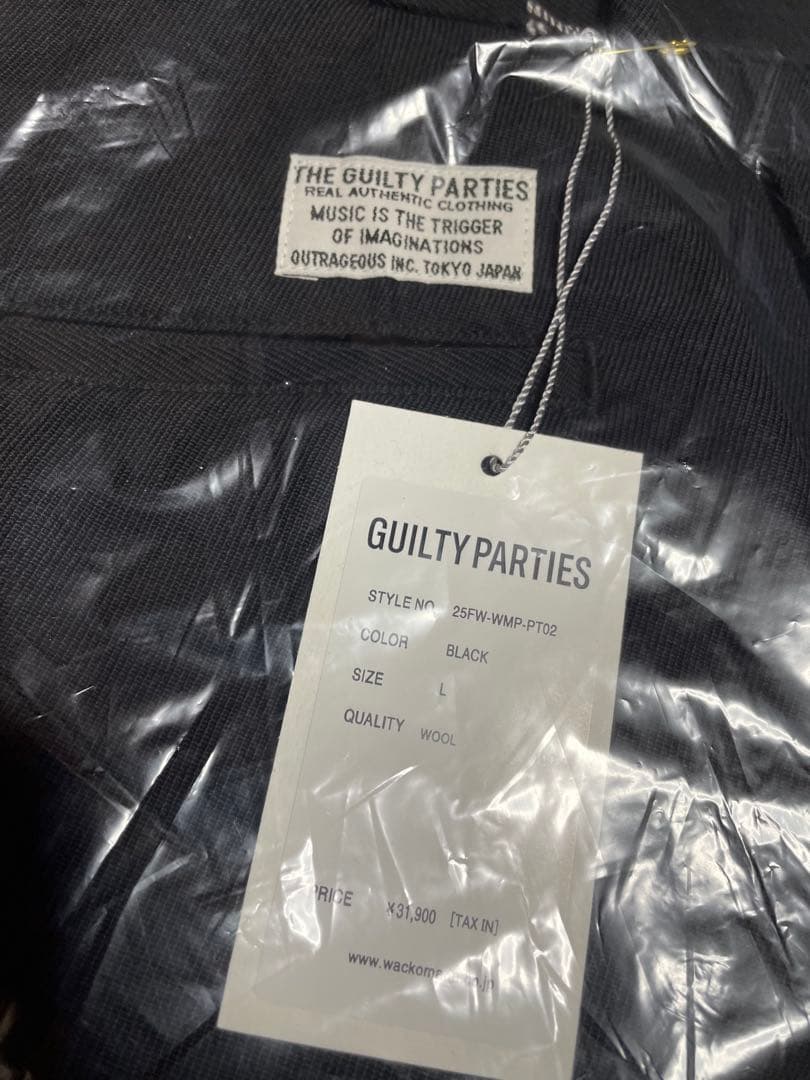 THE GUILTY PARTIES
REAL AUTHENTIC CLOTHING
MUSIC IS THE TRIGGER
OF IMAGINATIONS
OUTRAGEOUS INC. TOKYO JAPAN
GUILTY PARTIES
STYLE NO. 25FW-WMP-PT02
COLOR BLACK
SIZE L
QUALITY WOOL
PRICE ¥31,900 [TAX IN]